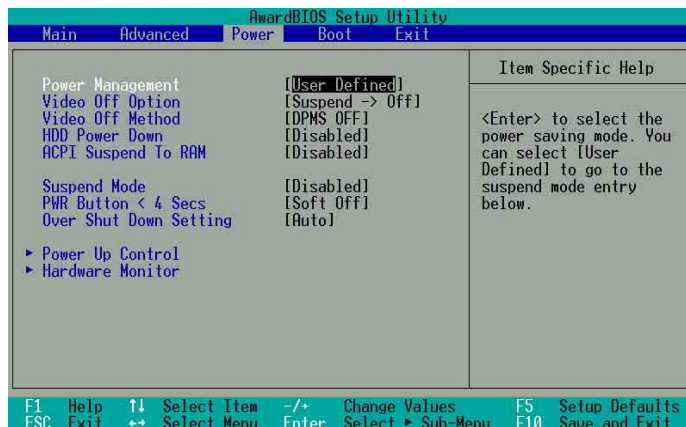 AwardBIOS Setup Utility
Main Advanced Power Boot Exit
Item Specific Help
Power Management [User Defined]
Video Off Option [Suspend -> Off]
Video Off Method [DPMS OFF]
HDD Power Down [Disabled]
ACPI Suspend To RAM [Disabled]
Suspend Mode [Disabled]
PWR Button < 4 Secs [Soft Off]
Over Shut Down Setting [Auto]
▸ Power Up Control
▸ Hardware Monitor
<Enter> to select the
power saving mode. You
can select [User
Defined] to go to the
suspend mode entry
below.
F1 Help ↑↓ Select Item -/+ Change Values F5 Setup Defaults
ESC Exit ↔ Select Menu Enter Select ▸ Sub-Menu F10 Save and Exit